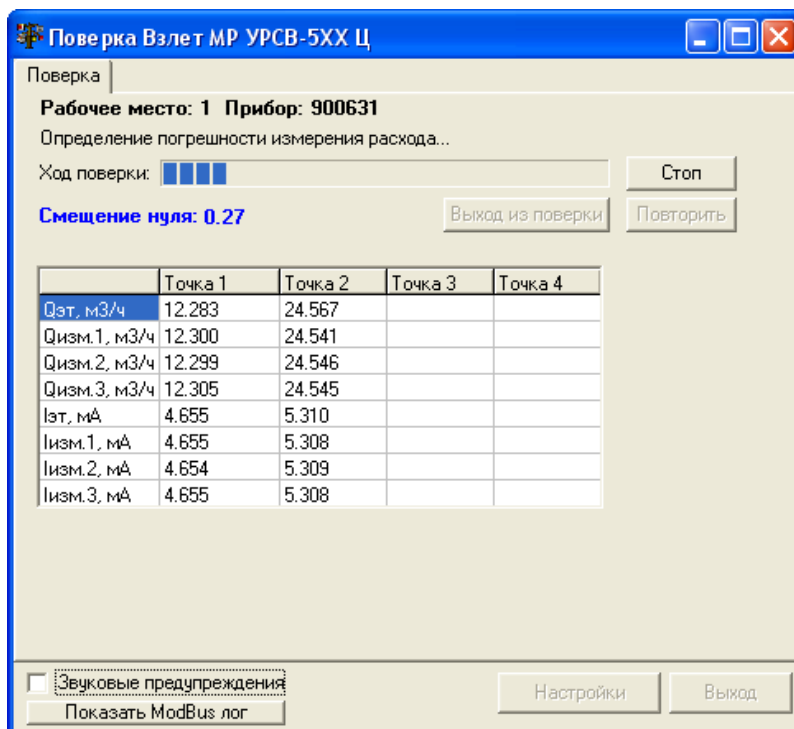 Поверка Взлет МР УРСВ-5ХХ Ц
Поверка
Рабочее место: 1 Прибор: 900631
Определение погрешности измерения расхода...
Ход поверки:
Стоп
Смещение нуля: 0.27
Выход из поверки
Повторить
Точка 1 Точка 2 Точка 3 Точка 4
Qэт, м3/ч 12.283 24.567
Qизм.1, м3/ч 12.300 24.541
Qизм.2, м3/ч 12.299 24.546
Qизм.3, м3/ч 12.305 24.545
Iэт, мА 4.655 5.310
Iизм.1, мА 4.655 5.308
Iизм.2, мА 4.654 5.309
Iизм.3, мА 4.655 5.308
Звуковые предупреждения
Показать ModBus лог
Настройки
Выход